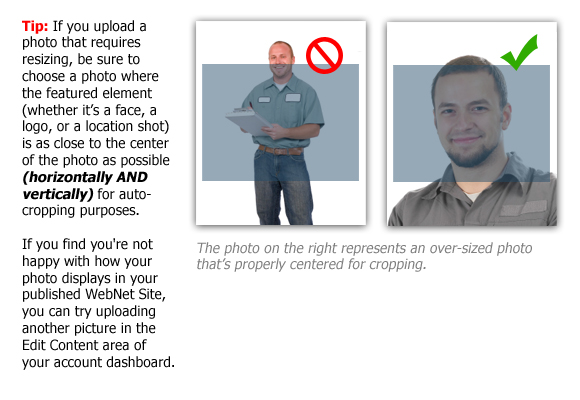 Tip: If you upload a
photo that requires
resizing, be sure to
choose a photo where
the featured element
(whether it's a face, a
logo, or a location shot)
is as close to the center
of the photo as possible
(horizontally AND
vertically) for auto-
cropping purposes.
If you find you're not
happy with how your
photo displays in your
published WebNet Site,
you can try uploading
another picture in the
Edit Content area of
your account dashboard.
The photo on the right represents an over-sized photo
that's properly centered for cropping.